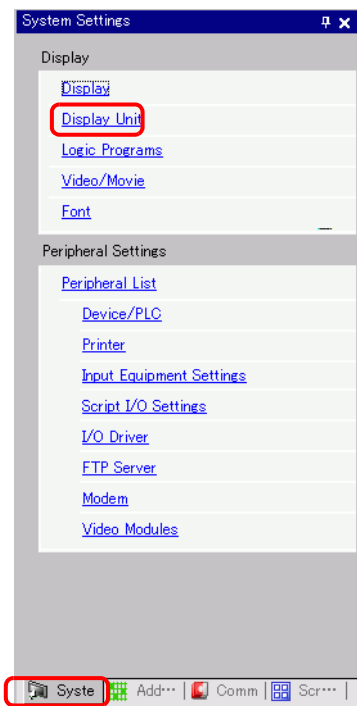 System Settings
Display
Display
Display Unit
Logic Programs
Video/Movie
Font
Peripheral Settings
Peripheral List
Device/PLC
Printer
Input Equipment Settings
Script I/O Settings
I/O Driver
FTP Server
Modem
Video Modules
Syste Add··· Comm Scr···